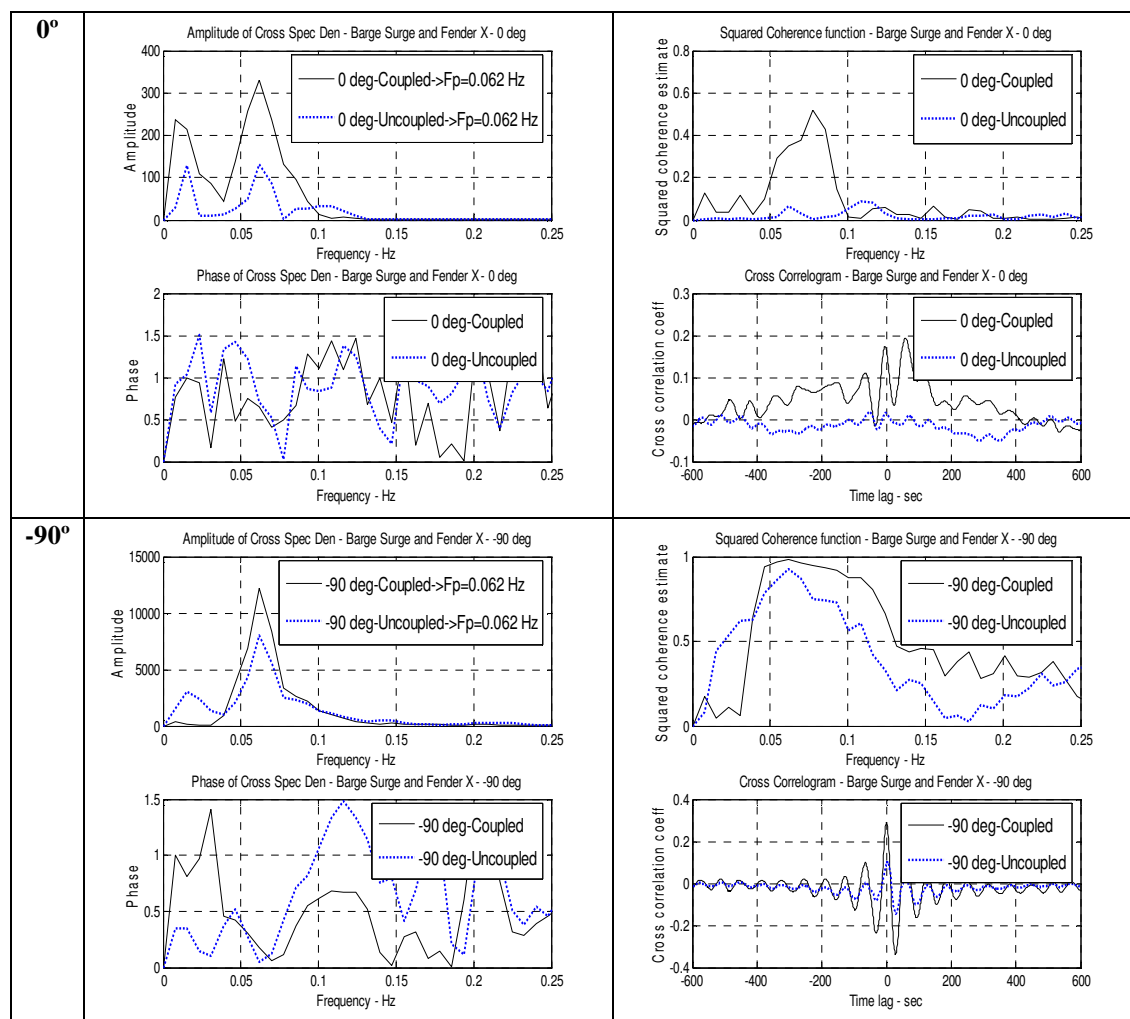 0º
Amplitude of Cross Spec Den - Barge Surge and Fender X - 0 deg
Amplitude
400
300
200
100
0
0 deg-Coupled->Fp=0.062 Hz
0 deg-Uncoupled->Fp=0.062 Hz
0 0.05 0.1 0.15 0.2 0.25
Frequency - Hz
Squared Coherence function - Barge Surge and Fender X - 0 deg
Squared coherence estimate
0.8
0.6
0.4
0.2
0
0 deg-Coupled
0 deg-Uncoupled
0 0.05 0.1 0.15 0.2 0.25
Frequency - Hz
Phase of Cross Spec Den - Barge Surge and Fender X - 0 deg
Phase
2
1.5
1
0.5
0
0 deg-Coupled
0 deg-Uncoupled
0 0.05 0.1 0.15 0.2 0.25
Frequency - Hz
Cross Correlogram - Barge Surge and Fender X - 0 deg
Cross correlation coeff
0.3
0.2
0.1
0
-0.1
0 deg-Coupled
0 deg-Uncoupled
-600 -400 -200 0 200 400 600
Time lag - sec
-90º
Amplitude of Cross Spec Den - Barge Surge and Fender X - -90 deg
Amplitude
15000
10000
5000
0
-90 deg-Coupled->Fp=0.062 Hz
-90 deg-Uncoupled->Fp=0.062 Hz
0 0.05 0.1 0.15 0.2 0.25
Frequency - Hz
Squared Coherence function - Barge Surge and Fender X - -90 deg
Squared coherence estimate
1
0.5
0
-90 deg-Coupled
-90 deg-Uncoupled
0 0.05 0.1 0.15 0.2 0.25
Frequency - Hz
Phase of Cross Spec Den - Barge Surge and Fender X - -90 deg
Phase
1.5
1
0.5
0
-90 deg-Coupled
-90 deg-Uncoupled
0 0.05 0.1 0.15 0.2 0.25
Frequency - Hz
Cross Correlogram - Barge Surge and Fender X - -90 deg
Cross correlation coeff
0.4
0.2
0
-0.2
-0.4
-90 deg-Coupled
-90 deg-Uncoupled
-600 -400 -200 0 200 400 600
Time lag - sec